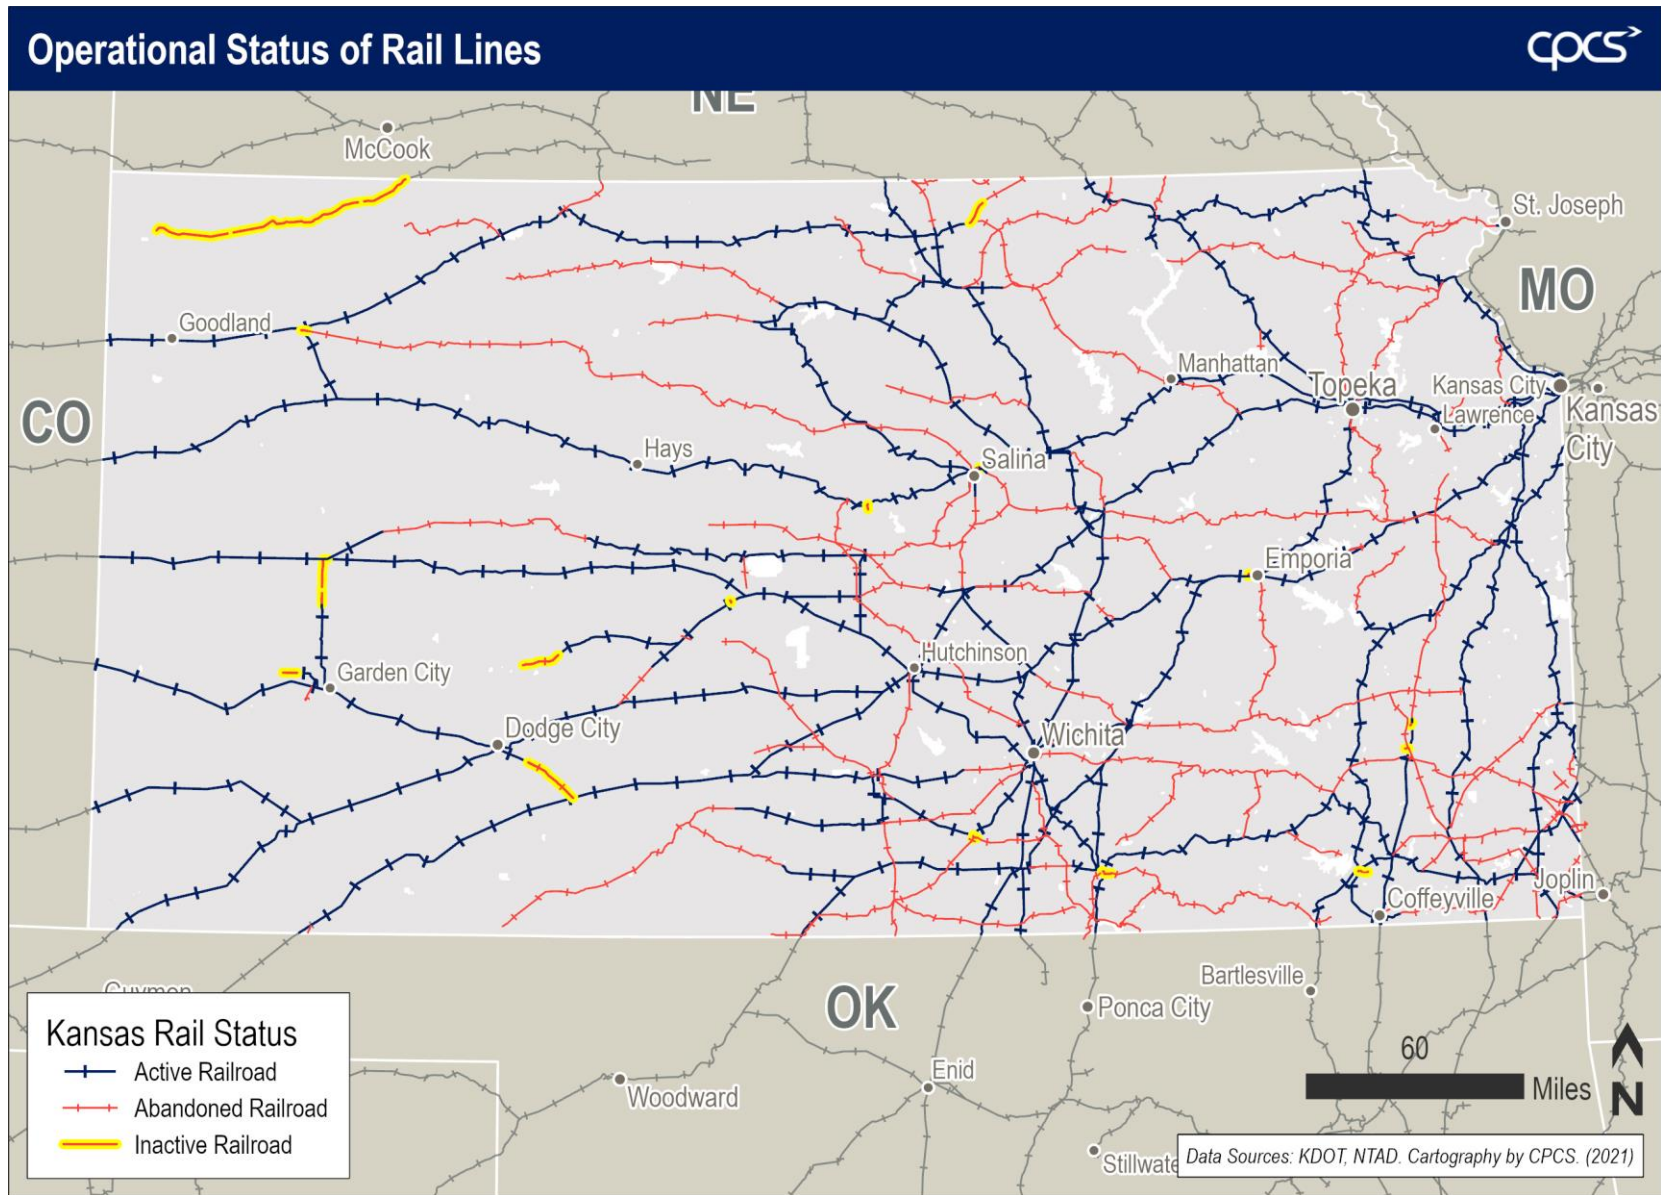 Operational Status of Rail Lines
cpcs
NE
McCook
St. Joseph
MO
Goodland
Manhattan
Topeka
Kansas City
Kansas
City
Lawrence
CO
Hays
Salina
Emporia
Hutchinson
Garden City
Dodge City
Wichita
Joplin
Coffeyville
Bartlesville
Guymon
OK
Ponca City
Kansas Rail Status
Active Railroad
Abandoned Railroad
Inactive Railroad
Woodward
Enid
60
Miles
N
Data Sources: KDOT, NTAD. Cartography by CPCS. (2021)